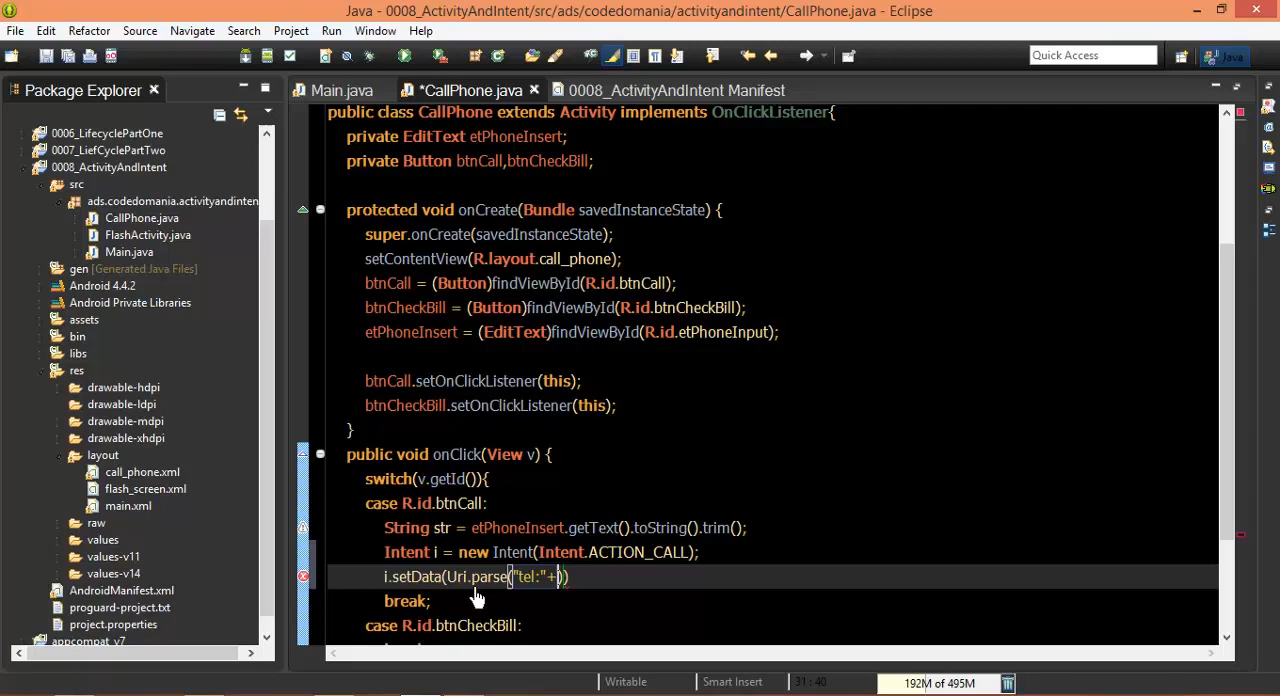 Java - 0008_ActivityAndIntent/src/ads/codedomania/activityandintent/CallPhone.java - Eclipse
File Edit Refactor Source Navigate Search Project Run Window Help
Quick Access
Java
Package Explorer
Main.java
*CallPhone.java
0008_ActivityAndIntent Manifest
0006_LifecyclePartOne
0007_LiefCyclePartTwo
0008_ActivityAndIntent
src
ads.codedomania.activityandinten
CallPhone.java
FlashActivity.java
Main.java
gen [Generated Java Files]
Android 4.4.2
Android Private Libraries
assets
bin
libs
res
drawable-hdpi
drawable-ldpi
drawable-mdpi
drawable-xhdpi
layout
call_phone.xml
flash_screen.xml
main.xml
raw
values
values-v11
values-v14
AndroidManifest.xml
proguard-project.txt
project.properties
appcompat_v7
public class CallPhone extends Activity implements OnClickListener{
private EditText etPhoneInsert;
private Button btnCall,btnCheckBill;
protected void onCreate(Bundle savedInstanceState) {
super.onCreate(savedInstanceState);
setContentView(R.layout.call_phone);
btnCall = (Button)findViewById(R.id.btnCall);
btnCheckBill = (Button)findViewById(R.id.btnCheckBill);
etPhoneInsert = (EditText)findViewById(R.id.etPhoneInput);
btnCall.setOnClickListener(this);
btnCheckBill.setOnClickListener(this);
}
public void onClick(View v) {
switch(v.getId()){
case R.id.btnCall:
String str = etPhoneInsert.getText().toString().trim();
Intent i = new Intent(Intent.ACTION_CALL);
i.setData(Uri.parse("tel:"+))
break;
case R.id.btnCheckBill:
Writable
Smart Insert
31 : 40
192M of 495M